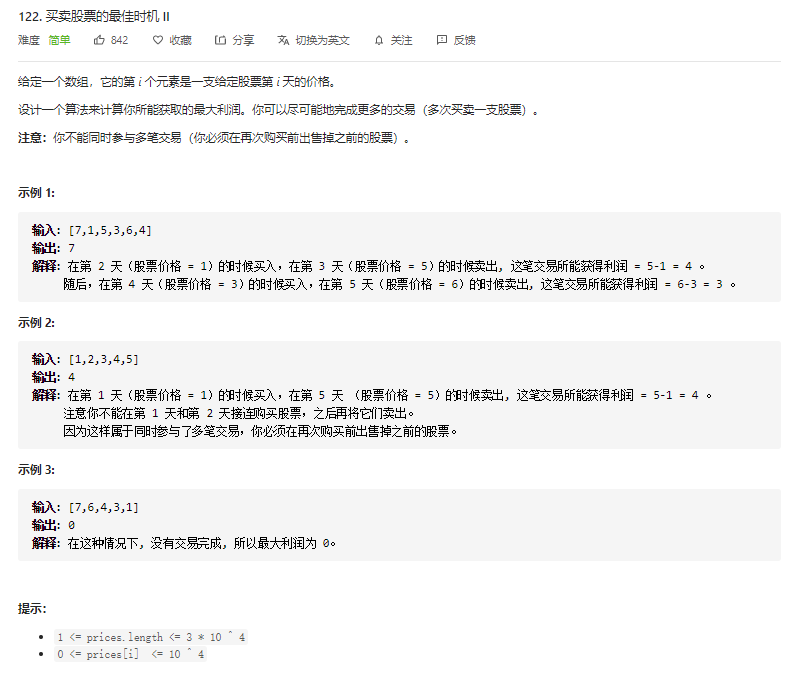 122. 买卖股票的最佳时机 II
难度 简单 842 收藏 分享 切换为英文 关注 反馈
给定一个数组，它的第 i 个元素是一支给定股票第 i 天的价格。
设计一个算法来计算你所能获取的最大利润。你可以尽可能地完成更多的交易（多次买卖一支股票）。
注意：你不能同时参与多笔交易（你必须在再次购买前出售掉之前的股票）。
示例 1:
输入: [7,1,5,3,6,4]
输出: 7
解释: 在第 2 天（股票价格 = 1）的时候买入，在第 3 天（股票价格 = 5）的时候卖出, 这笔交易所能获得利润 = 5-1 = 4 。
随后，在第 4 天（股票价格 = 3）的时候买入，在第 5 天（股票价格 = 6）的时候卖出, 这笔交易所能获得利润 = 6-3 = 3 。
示例 2:
输入: [1,2,3,4,5]
输出: 4
解释: 在第 1 天（股票价格 = 1）的时候买入，在第 5 天 （股票价格 = 5）的时候卖出, 这笔交易所能获得利润 = 5-1 = 4 。
注意你不能在第 1 天和第 2 天接连购买股票，之后再将它们卖出。
因为这样属于同时参与了多笔交易，你必须在再次购买前出售掉之前的股票。
示例 3:
输入: [7,6,4,3,1]
输出: 0
解释: 在这种情况下, 没有交易完成, 所以最大利润为 0。
提示：
1 <= prices.length <= 3 * 10 ^ 4
0 <= prices[i] <= 10 ^ 4